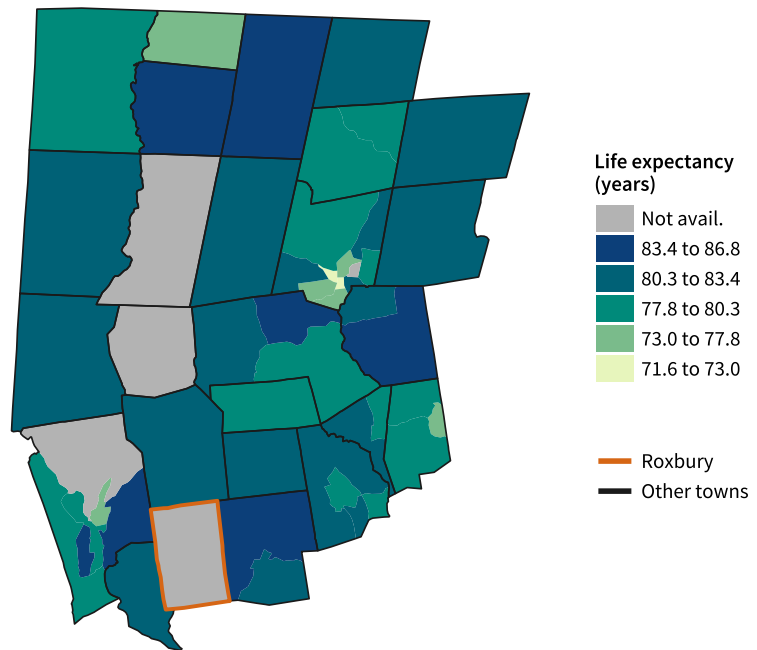 Life expectancy
(years)
Not avail.
83.4 to 86.8
80.3 to 83.4
77.8 to 80.3
73.0 to 77.8
71.6 to 73.0
Roxbury
Other towns